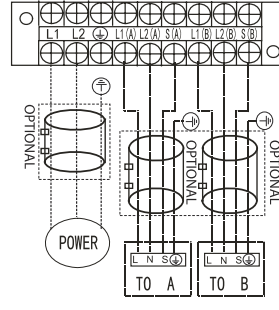 L1 L2 L1(A) L2(A) S(A) L1(B) L2(B) S(B)
OPTIONAL
OPTIONAL
OPTIONAL
POWER
L N S
L N S
TO A
TO B